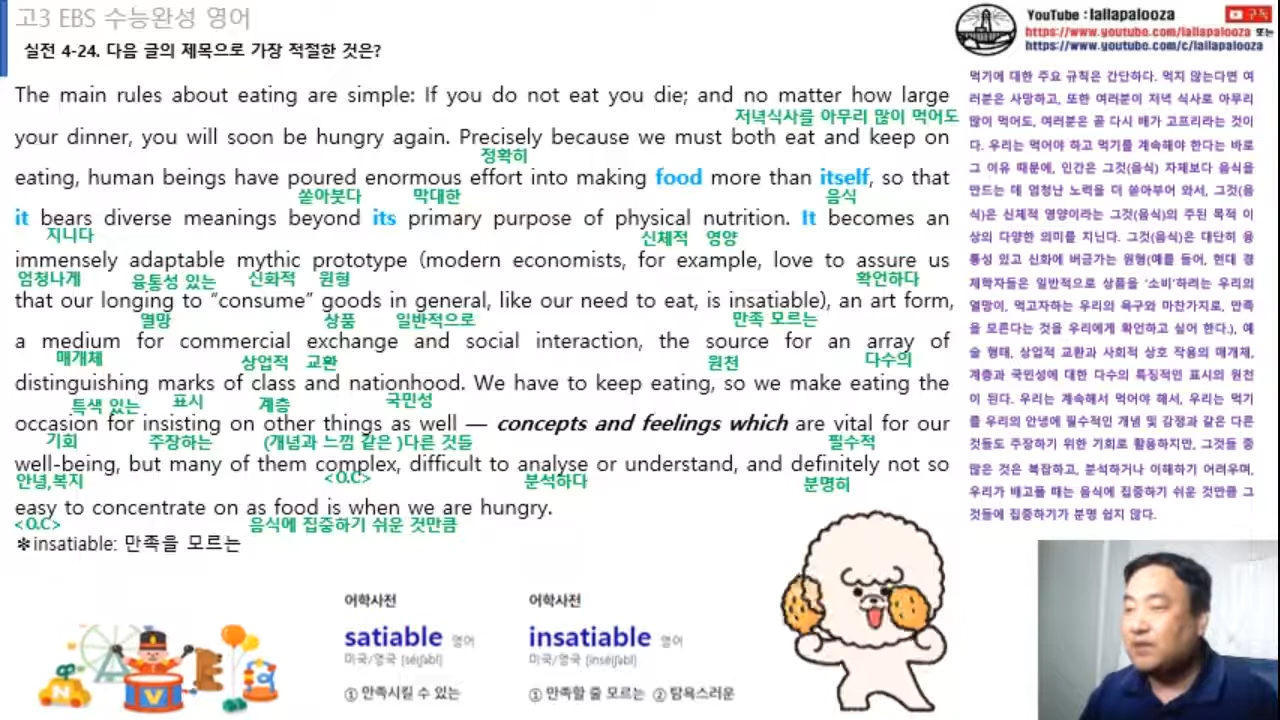 고3 EBS 수능완성 영어
실전 4-24. 다음 글의 제목으로 가장 적절한 것은?
YouTube : lallapalooza
구독
https://www.youtube.com/lallapalooza 또는
https://www.youtube.com/c/lallapalooza
The main rules about eating are simple: If you do not eat you die; and no matter how large
저녁식사를 아무리 많이 먹어도
your dinner, you will soon be hungry again. Precisely because we must both eat and keep on
정확히
eating, human beings have poured enormous effort into making food more than itself, so that
쏟아붓다 막대한 음식
it bears diverse meanings beyond its primary purpose of physical nutrition. It becomes an
지니다 신체적 영양
immensely adaptable mythic prototype (modern economists, for example, love to assure us
엄청나게 융통성 있는 신화적 원형 확언하다
that our longing to “consume” goods in general, like our need to eat, is insatiable), an art form,
열망 상품 일반적으로 만족 모르는
a medium for commercial exchange and social interaction, the source for an array of
매개체 상업적 교환 원천 다수의
distinguishing marks of class and nationhood. We have to keep eating, so we make eating the
특색 있는 표시 계층 국민성
occasion for insisting on other things as well — concepts and feelings which are vital for our
기회 주장하는 (개념과 느낌 같은 )다른 것들 필수적
well-being, but many of them complex, difficult to analyse or understand, and definitely not so
안녕,복지 <O.C> 분석하다 분명히
easy to concentrate on as food is when we are hungry.
<O.C> 음식에 집중하기 쉬운 것만큼
＊insatiable: 만족을 모르는
먹기에 대한 주요 규칙은 간단하다. 먹지 않는다면 여
러분은 사망하고, 또한 여러분이 저녁 식사로 아무리
많이 먹어도, 여러분은 곧 다시 배가 고프리라는 것이
다. 우리는 먹어야 하고 먹기를 계속해야 한다는 바로
그 이유 때문에, 인간은 그것(음식) 자체보다 음식을
만드는 데 엄청난 노력을 더 쏟아부어 와서, 그것(음
식)은 신체적 영양이라는 그것(음식)의 주된 목적 이
상의 다양한 의미를 지닌다. 그것(음식)은 대단히 융
통성 있고 신화에 버금가는 원형(예를 들어, 현대 경
제학자들은 일반적으로 상품을 ‘소비’하려는 우리의
열망이, 먹고자하는 우리의 욕구와 마찬가지로, 만족
을 모른다는 것을 우리에게 확언하고 싶어 한다.), 예
술 형태, 상업적 교환과 사회적 상호 작용의 매개체,
계층과 국민성에 대한 다수의 특징적인 표시의 원천
이 된다. 우리는 계속해서 먹어야 해서, 우리는 먹기
를 우리의 안녕에 필수적인 개념 및 감정과 같은 다른
것들도 주장하기 위한 기회로 활용하지만, 그것들 중
많은 것은 복잡하고, 분석하거나 이해하기 어려우며,
우리가 배고플 때는 음식에 집중하기 쉬운 것만큼 그
것들에 집중하기가 분명 쉽지 않다.
어학사전 어학사전
satiable 영어 insatiable 영어
미국/영국 [séiʃəbl] 미국/영국 [inséiʃəbl]
① 만족시킬 수 있는 ① 만족할 줄 모르는 ② 탐욕스러운
N V E R